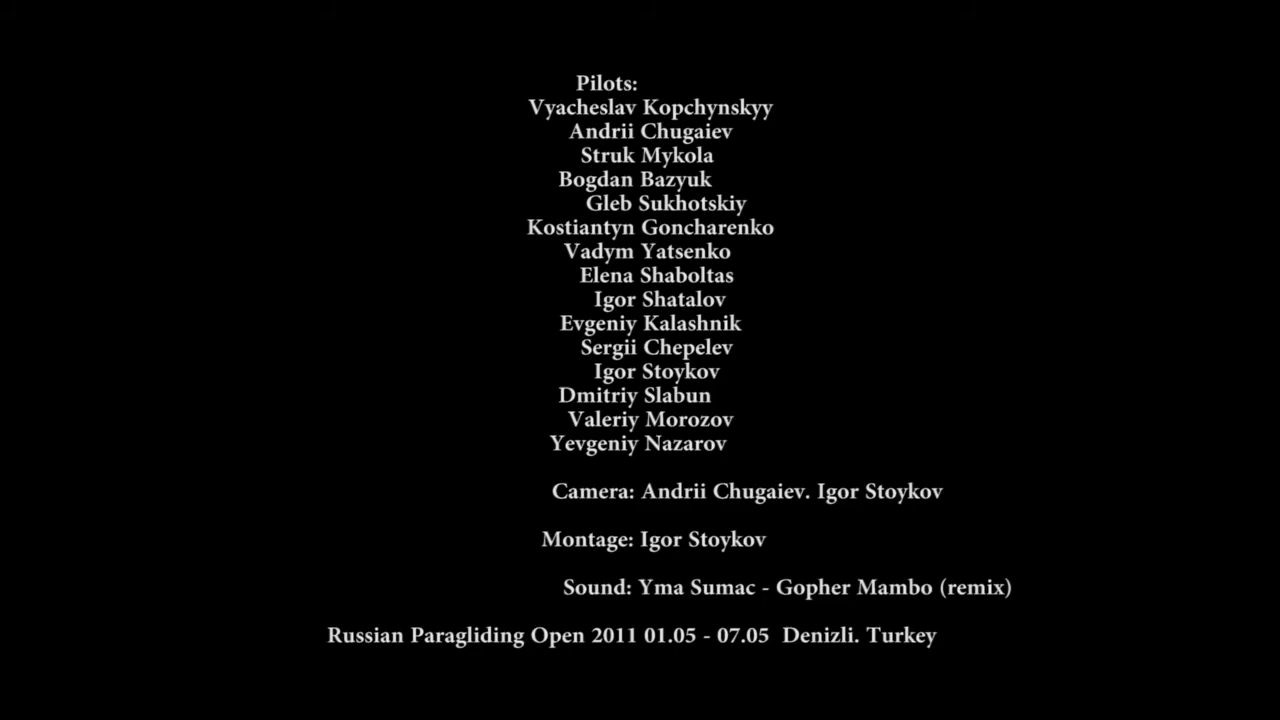 Pilots:
Vyacheslav Kopchynskyy
Andrii Chugaiev
Struk Mykola
Bogdan Bazyuk
Gleb Sukhotskiy
Kostiantyn Goncharenko
Vadym Yatsenko
Elena Shaboltas
Igor Shatalov
Evgeniy Kalashnik
Sergii Chepelev
Igor Stoykov
Dmitriy Slabun
Valeriy Morozov
Yevgeniy Nazarov
Camera: Andrii Chugaiev. Igor Stoykov
Montage: Igor Stoykov
Sound: Yma Sumac - Gopher Mambo (remix)
Russian Paragliding Open 2011 01.05 - 07.05 Denizli. Turkey